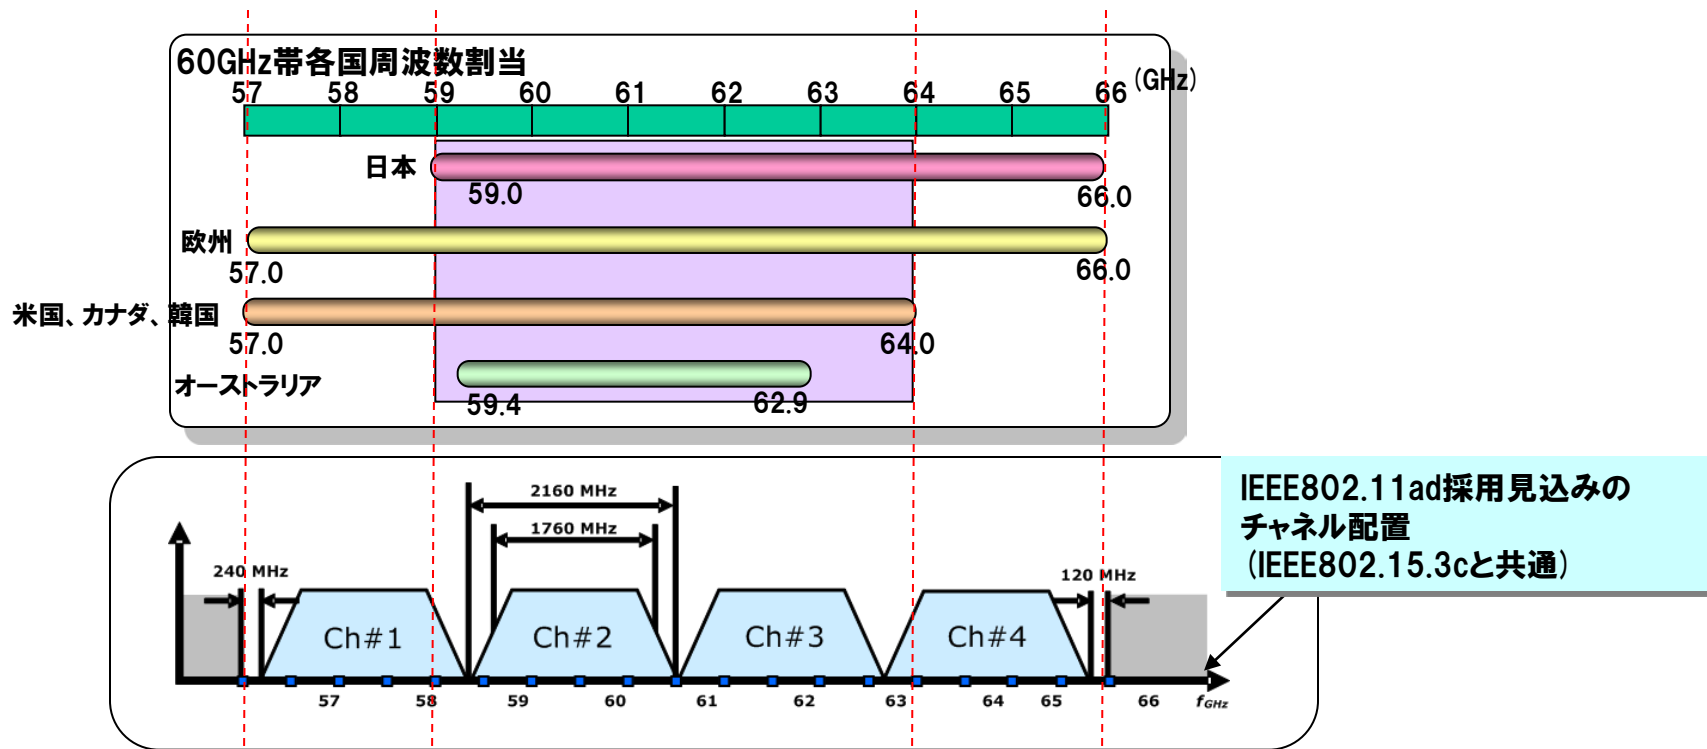 60GHz帯各国周波数割当
57 58 59 60 61 62 63 64 65 66 (GHz)
日本
59.0 66.0
欧州
57.0 66.0
米国、カナダ、韓国
57.0 64.0
オーストラリア
59.4 62.9
IEEE802.11ad採用見込みの
チャネル配置
(IEEE802.15.3cと共通)
2160 MHz
1760 MHz
240 MHz
120 MHz
Ch#1 Ch#2 Ch#3 Ch#4
57 58 59 60 61 62 63 64 65 66 fGHz